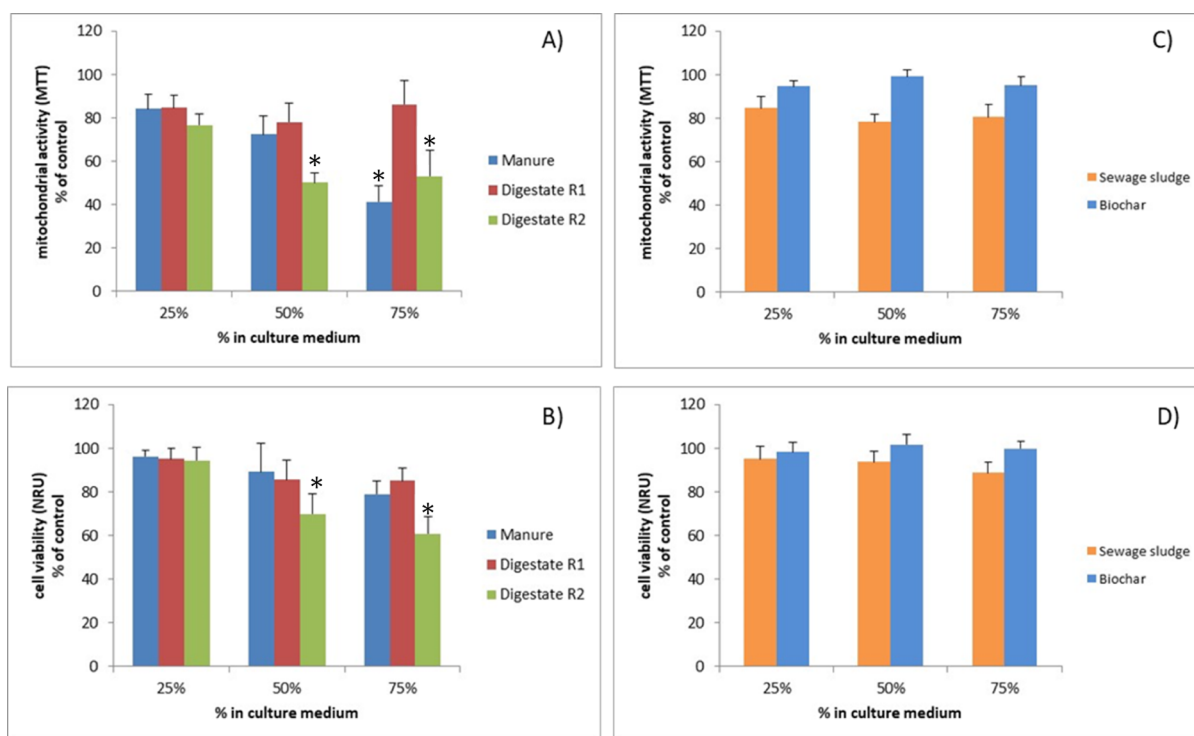 A)
mitochondrial activity (MTT)
% of control
120
100
80
60
40
20
0
*
*
*
25%
50%
75%
% in culture medium
Manure
Digestate R1
Digestate R2
C)
mitochondrial activity (MTT)
% of control
120
100
80
60
40
20
0
25%
50%
75%
% in culture medium
Sewage sludge
Biochar
B)
cell viability (NRU)
% of control
120
100
80
60
40
20
0
*
*
25%
50%
75%
% in culture medium
Manure
Digestate R1
Digestate R2
D)
cell viability (NRU)
% of control
120
100
80
60
40
20
0
25%
50%
75%
% in culture medium
Sewage sludge
Biochar